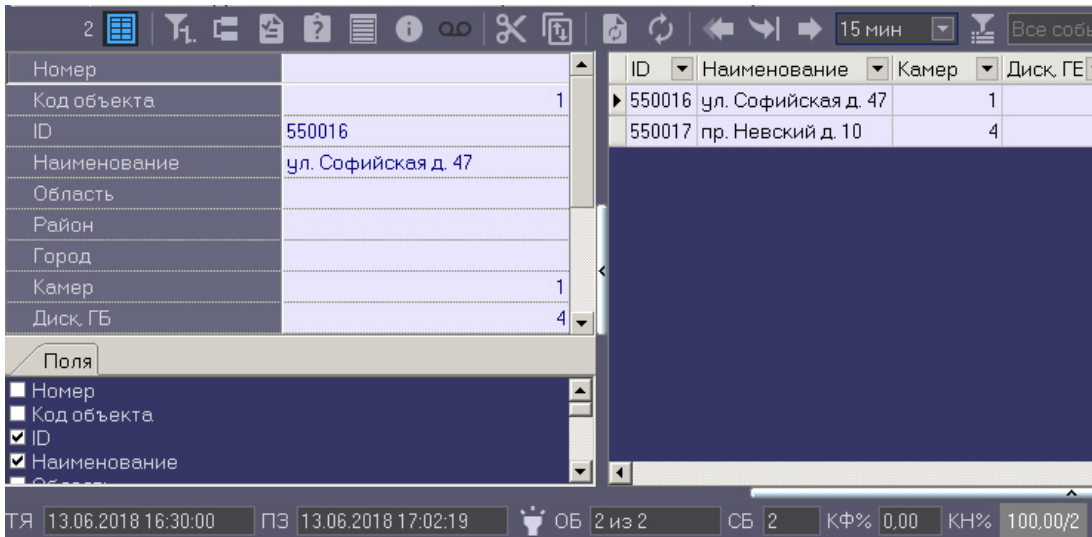 2 15 мин Все собы
Номер
Код объекта 1
ID 550016
Наименование ул. Софийская д. 47
Область
Район
Город
Камер 1
Диск, ГБ 4
Поля
Номер
Код объекта
ID
Наименование
Область
ID Наименование Камер Диск, ГЕ
550016 ул. Софийская д. 47 1
550017 пр. Невский д. 10 4
ТЯ 13.06.2018 16:30:00 ПЗ 13.06.2018 17:02:19 ОБ 2 из 2 СБ 2 КФ% 0,00 КН% 100,00/2